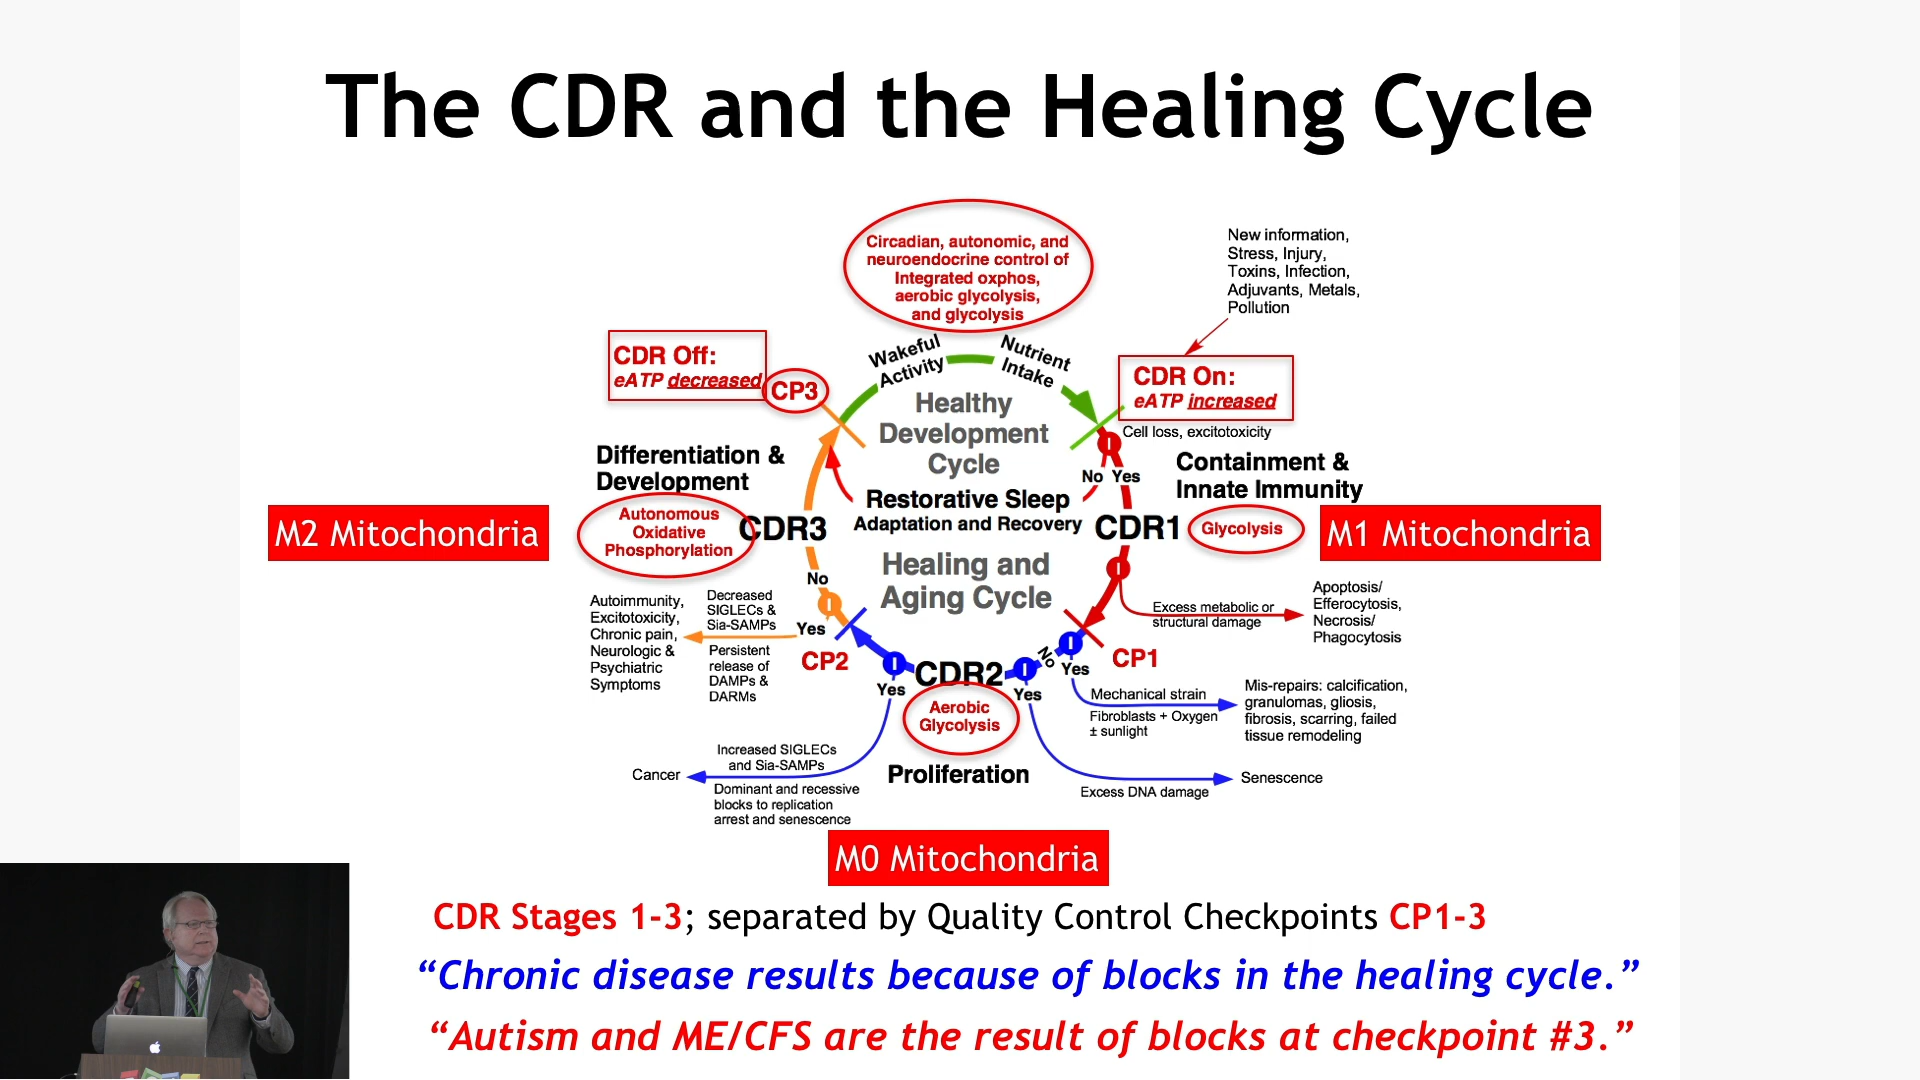 The CDR and the Healing Cycle
Circadian, autonomic, and
neuroendocrine control of
Integrated oxphos,
aerobic glycolysis,
and glycolysis
New information,
Stress, Injury,
Toxins, Infection,
Adjuvants, Metals,
Pollution
CDR Off:
eATP decreased
CP3
Wakeful
Activity
Nutrient
Intake
CDR On:
eATP increased
Cell loss, excitotoxicity
Healthy
Development
Cycle
No Yes
Differentiation &
Development
Containment &
Innate Immunity
Restorative Sleep
Adaptation and Recovery
M2 Mitochondria
Autonomous
Oxidative
Phosphorylation
CDR3
CDR1
Glycolysis
M1 Mitochondria
Healing and
Aging Cycle
No
Yes
Autoimmunity,
Excitotoxicity,
Chronic pain,
Neurologic &
Psychiatric
Symptoms
Decreased
SIGLECs &
Sia-SAMPs
Persistent
release of
DAMPs &
DARMs
CP2
Excess metabolic or
structural damage
Apoptosis/
Efferocytosis,
Necrosis/
Phagocytosis
CP1
No
Yes
CDR2
Yes
Yes
Mechanical strain
Fibroblasts + Oxygen
± sunlight
Mis-repairs: calcification,
granulomas, gliosis,
fibrosis, scarring, failed
tissue remodeling
Aerobic
Glycolysis
Proliferation
Increased SIGLECs
and Sia-SAMPs
Cancer
Dominant and recessive
blocks to replication
arrest and senescence
Senescence
Excess DNA damage
M0 Mitochondria
CDR Stages 1-3; separated by Quality Control Checkpoints CP1-3
“Chronic disease results because of blocks in the healing cycle.”
“Autism and ME/CFS are the result of blocks at checkpoint #3.”